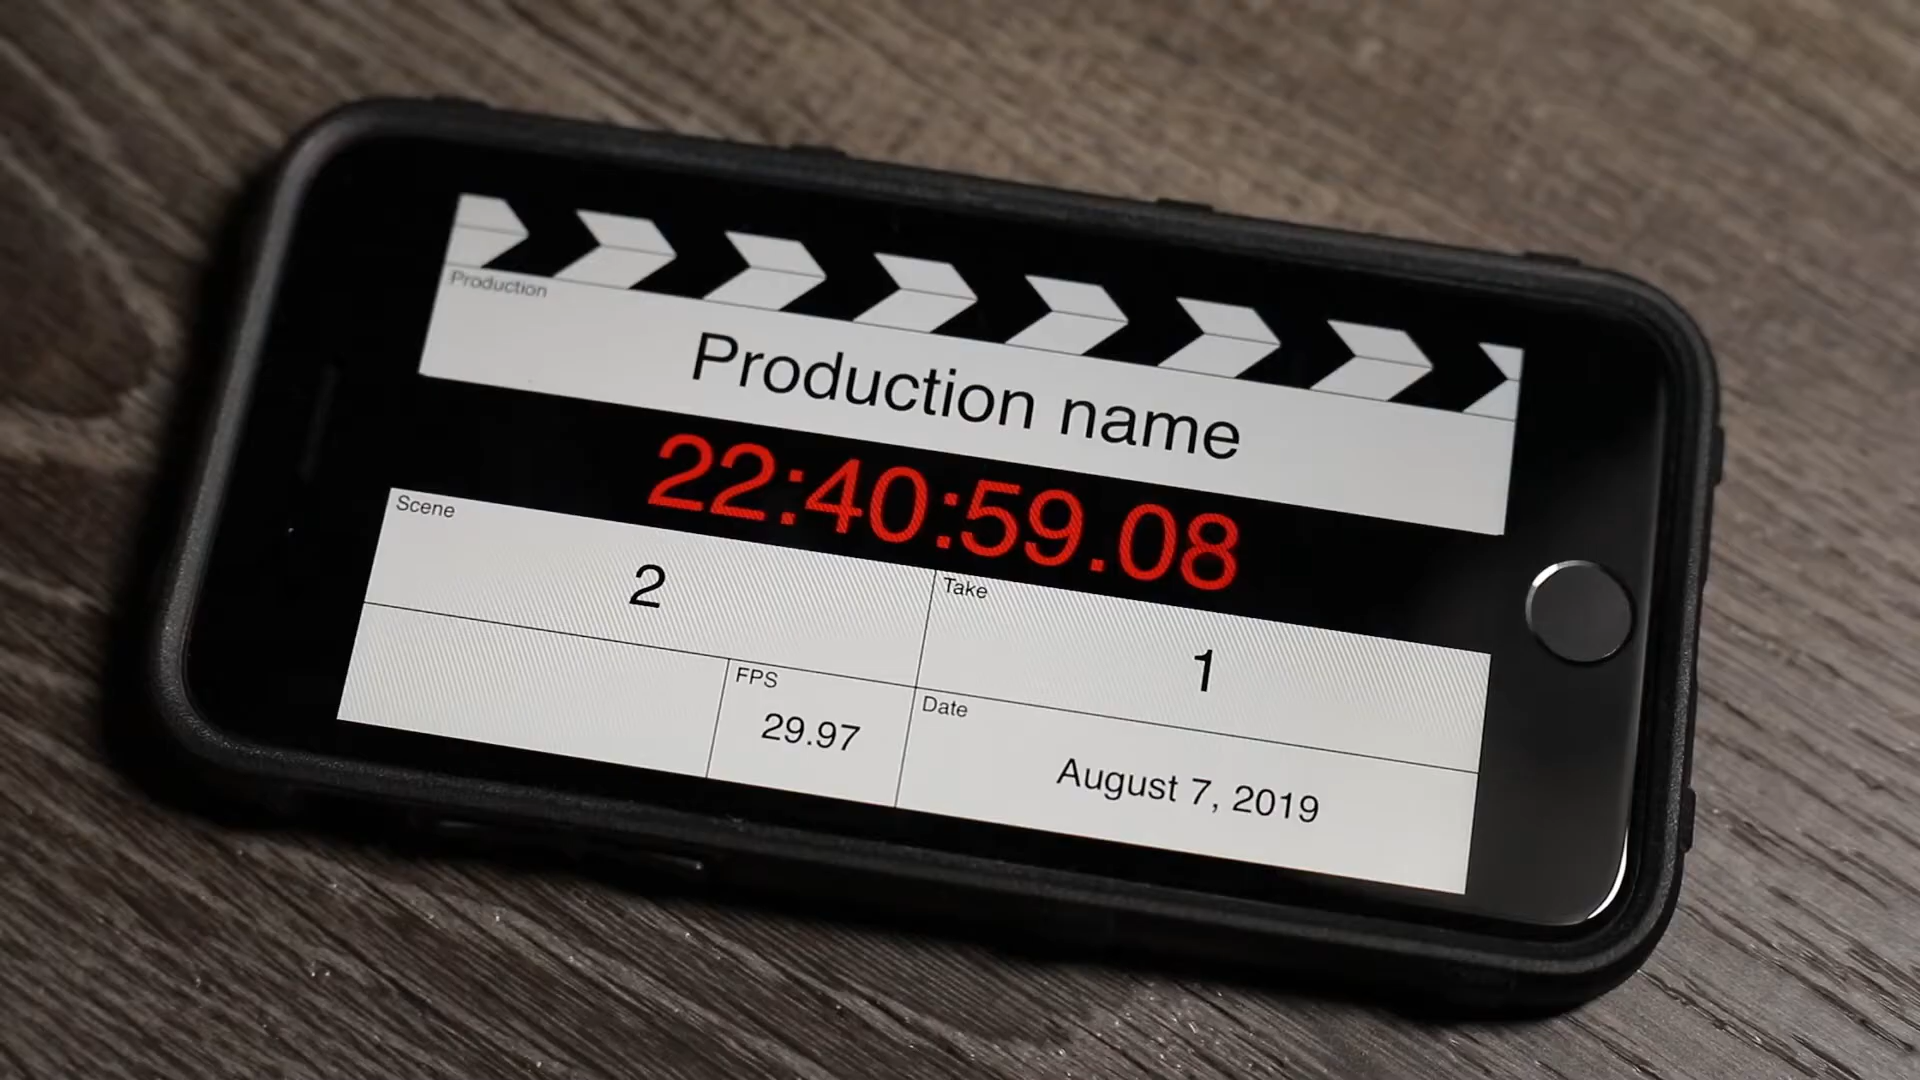 Production
Production name
22:40:59.08
Scene
2
Take
1
FPS
29.97
Date
August 7, 2019